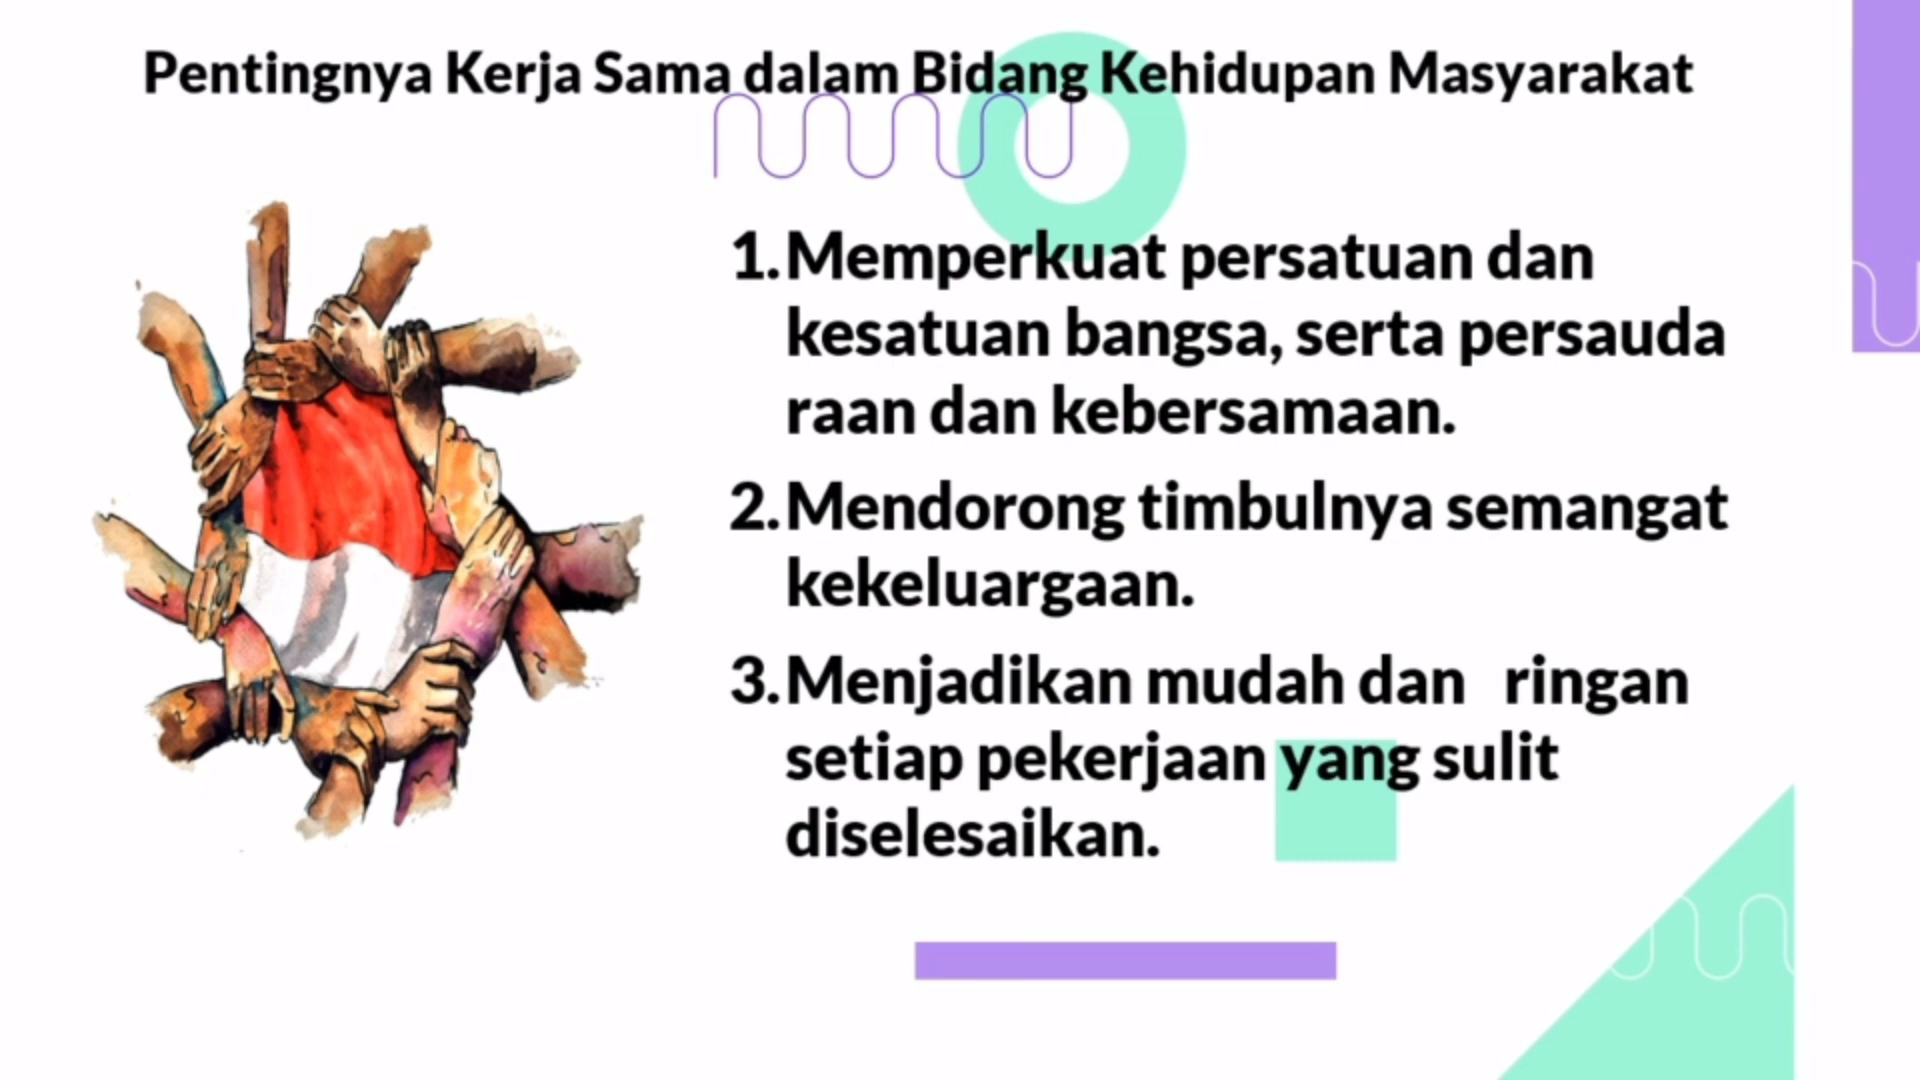 Pentingnya Kerja Sama dalam Bidang Kehidupan Masyarakat
1. Memperkuat persatuan dan
kesatuan bangsa, serta persauda
raan dan kebersamaan.
2. Mendorong timbulnya semangat
kekeluargaan.
3. Menjadikan mudah dan ringan
setiap pekerjaan yang sulit
diselesaikan.